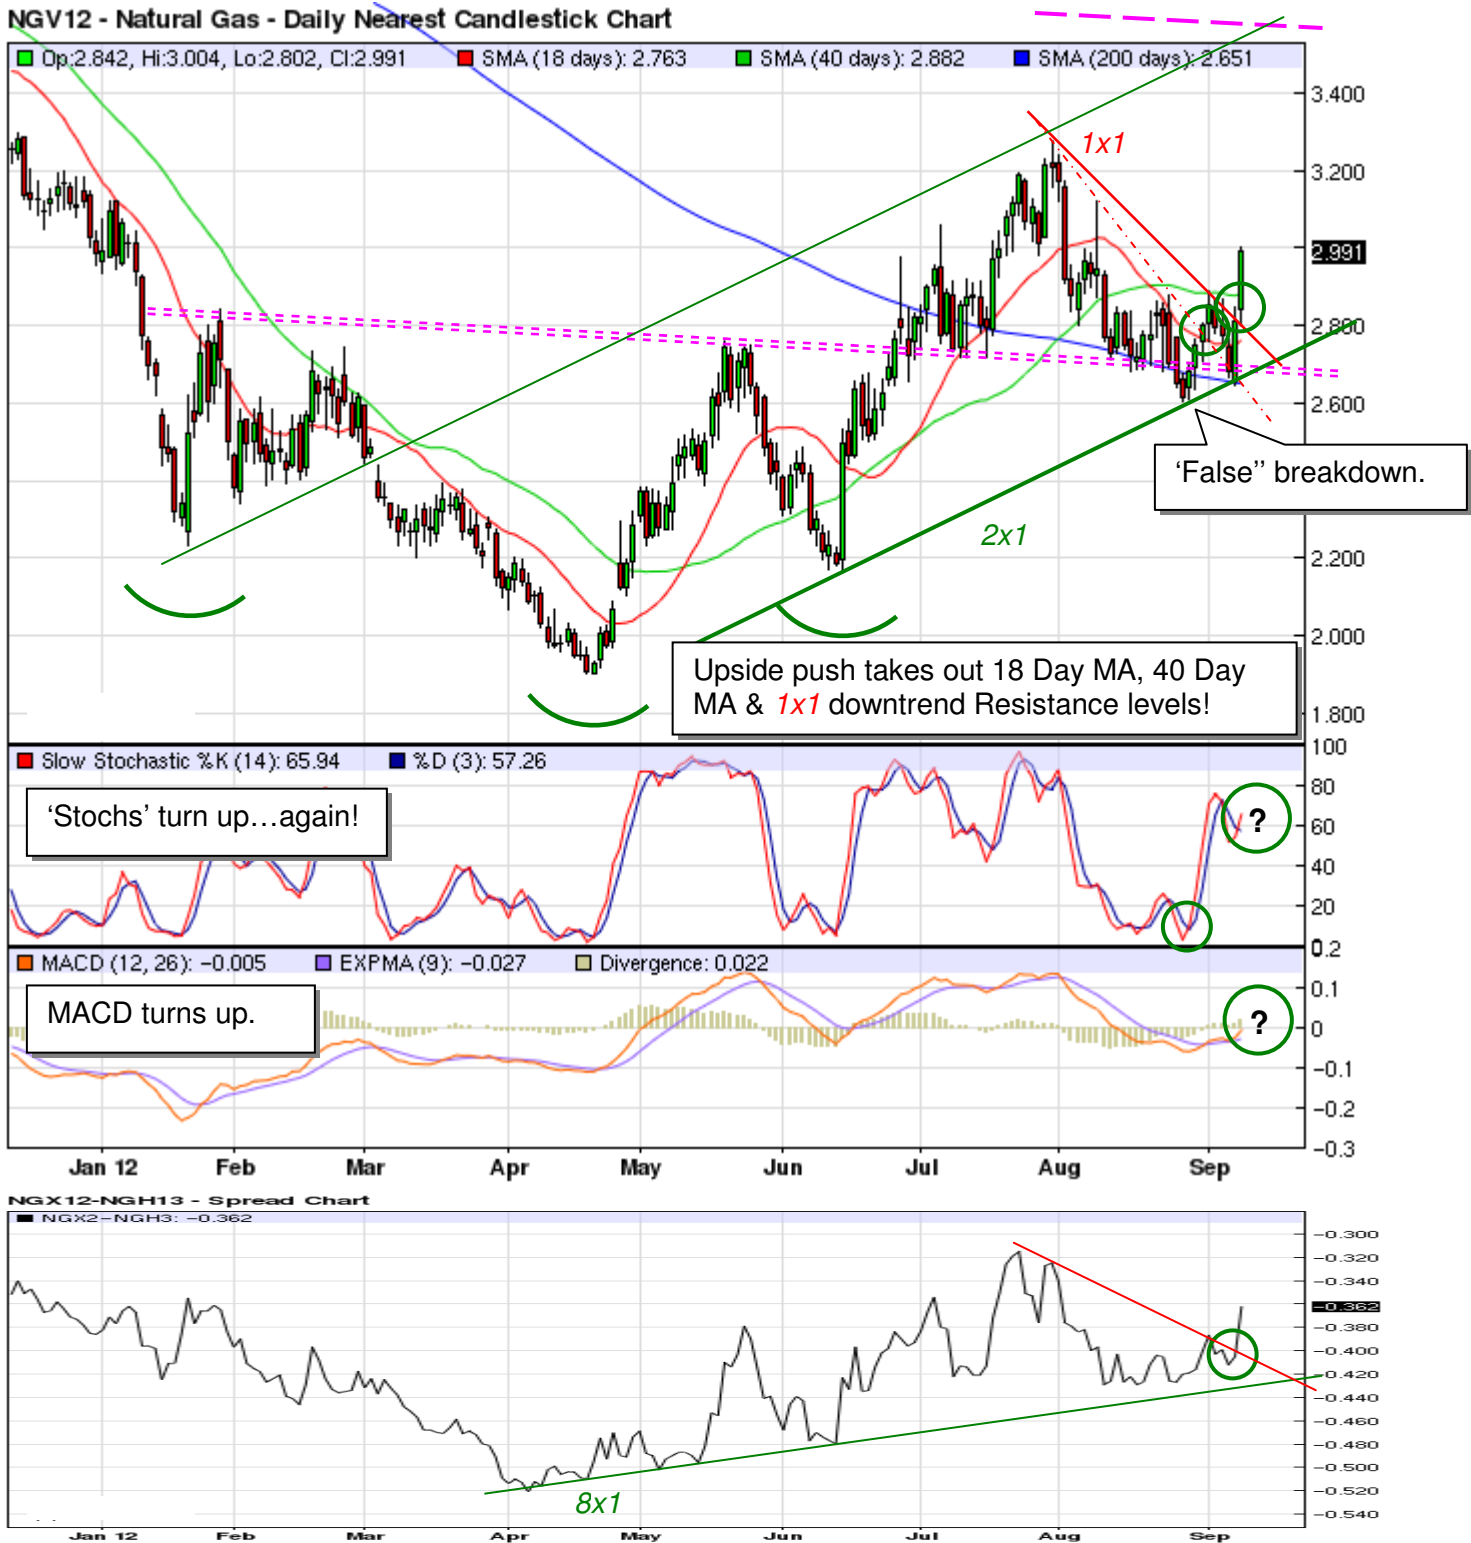 NGV12 - Natural Gas - Daily Nearest Candlestick Chart
Op:2.842, Hi:3.004, Lo:2.802, Cl:2.991 SMA (18 days): 2.763 SMA (40 days): 2.882 SMA (200 days): 2.651
3.400
1x1
3.200
2.991
2.800
2.600
'False'' breakdown.
2x1
2.200
2.000
Upside push takes out 18 Day MA, 40 Day
MA & 1x1 downtrend Resistance levels!
1.800
Slow Stochastic %K (14): 65.94 %D (3): 57.26
100
80
'Stochs' turn up…again!
?
60
40
20
0
MACD (12, 26): -0.005 EXPMA (9): -0.027 Divergence: 0.022
0.2
0.1
MACD turns up.
?
0
-0.1
-0.2
-0.3
Jan 12 Feb Mar Apr May Jun Jul Aug Sep
NGX12-NGH13 - Spread Chart
NGX2-NGH3: -0.362
-0.300
-0.320
-0.340
-0.362
-0.380
-0.400
-0.420
-0.440
-0.460
-0.480
-0.500
8x1
-0.520
-0.540
Jan 12 Feb Mar Apr May Jun Jul Aug Sep